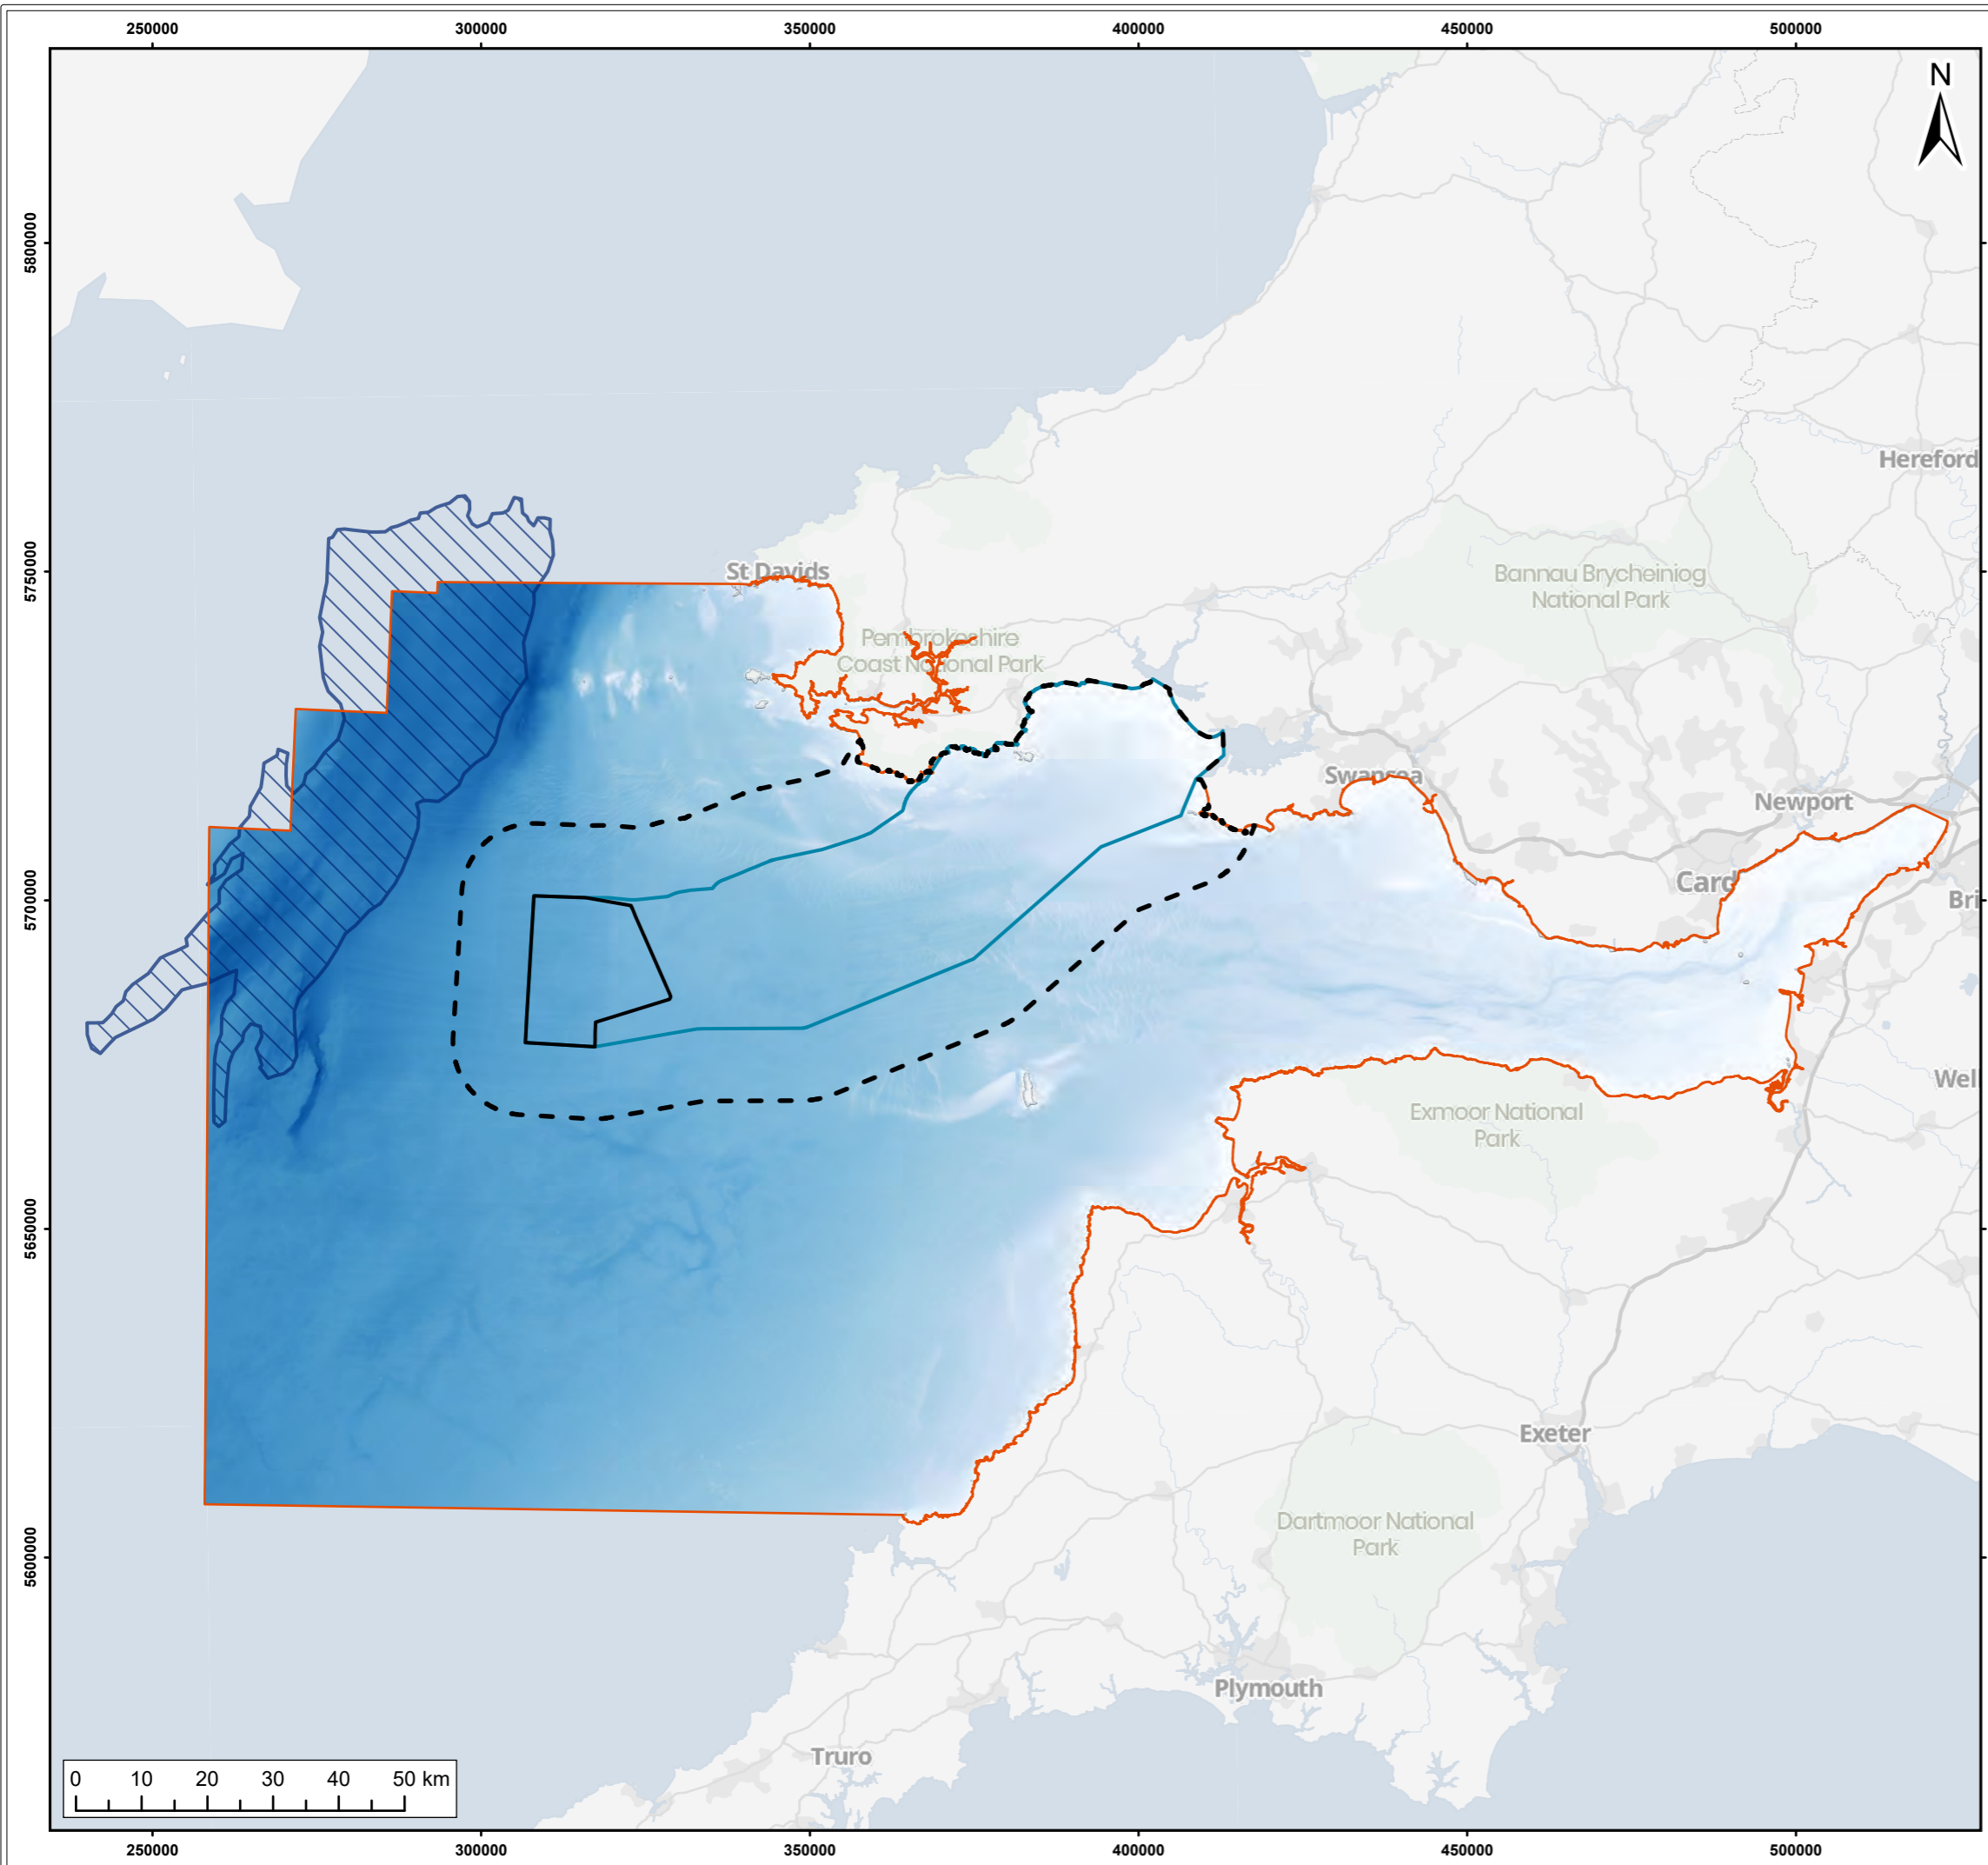 250000 300000 350000 400000 450000 500000
N
5800000
Hereford
5750000
St Davids
Bannau Brycheiniog
National Park
Pembrokeshire
Coast National Park
Swansea
Newport
5700000
Card
Bri
Wel
Exmoor National
Park
5650000
Exeter
Dartmoor National
Park
5600000
Plymouth
Truro
0 10 20 30 40 50 km
250000 300000 350000 400000 450000 500000